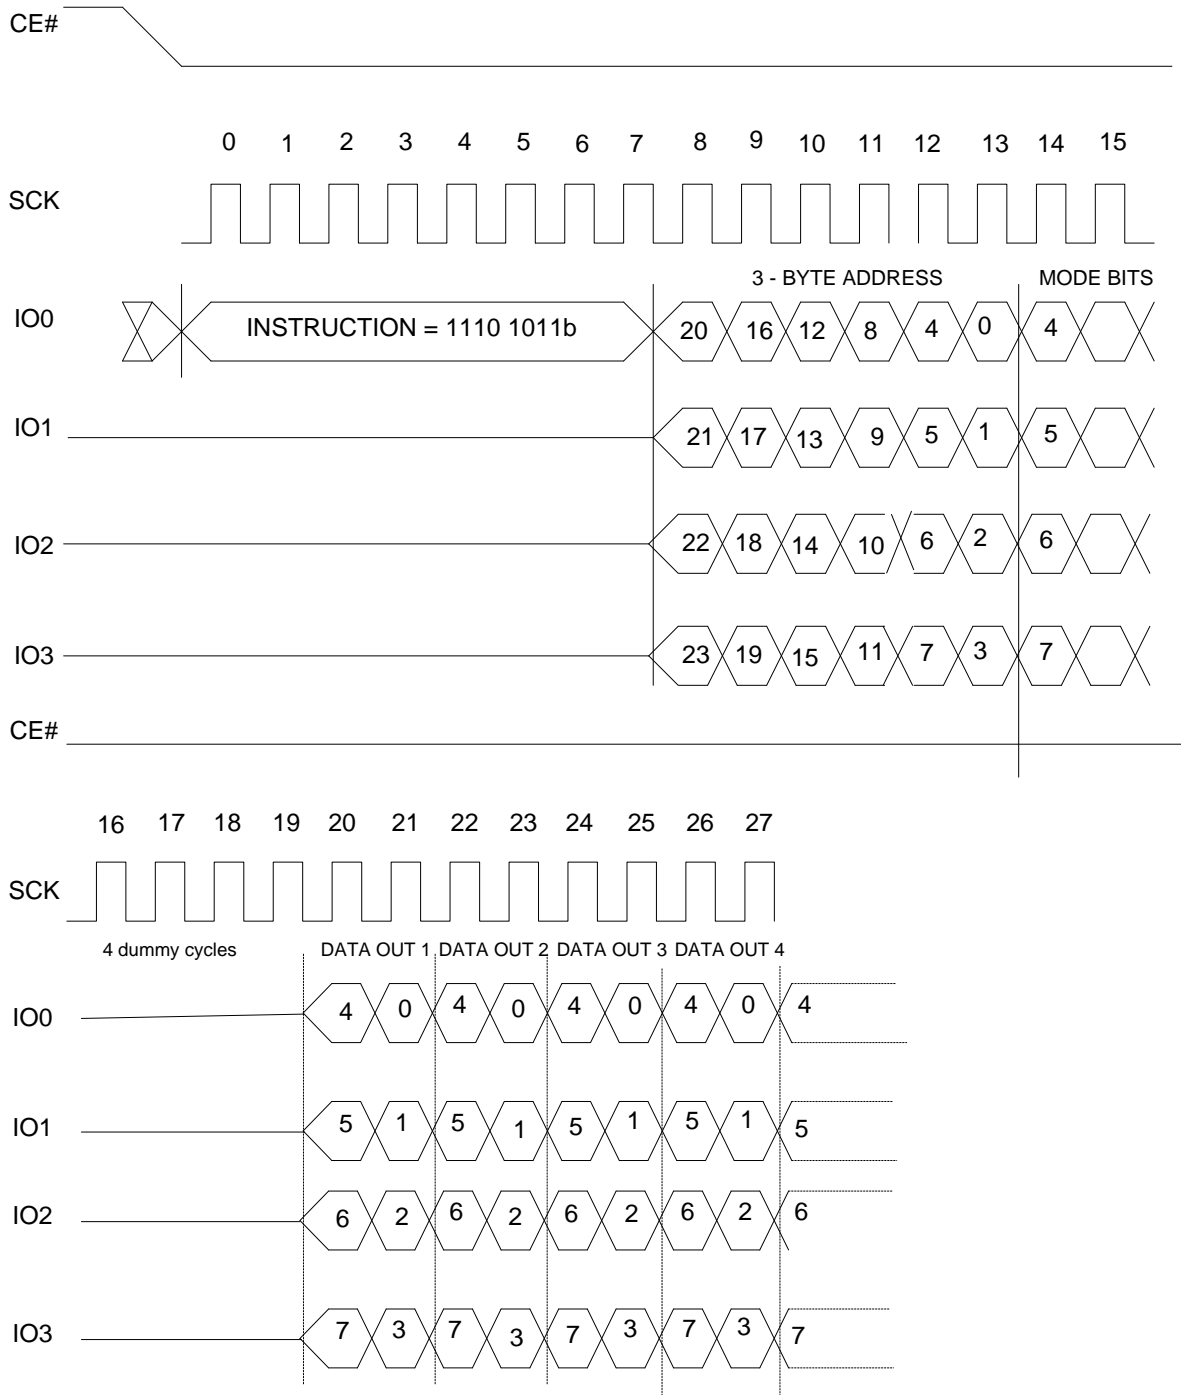 CE#
0 1 2 3 4 5 6 7 8 9 10 11 12 13 14 15
SCK
3 - BYTE ADDRESS MODE BITS
IO0 INSTRUCTION = 1110 1011b 20 16 12 8 4 0 4
IO1 21 17 13 9 5 1 5
IO2 22 18 14 10 6 2 6
IO3 23 19 15 11 7 3 7
CE#
16 17 18 19 20 21 22 23 24 25 26 27
SCK
4 dummy cycles DATA OUT 1 DATA OUT 2 DATA OUT 3 DATA OUT 4
IO0 4 0 4 0 4 0 4 0 4
IO1 5 1 5 1 5 1 5 1 5
IO2 6 2 6 2 6 2 6 2 6
IO3 7 3 7 3 7 3 7 3 7